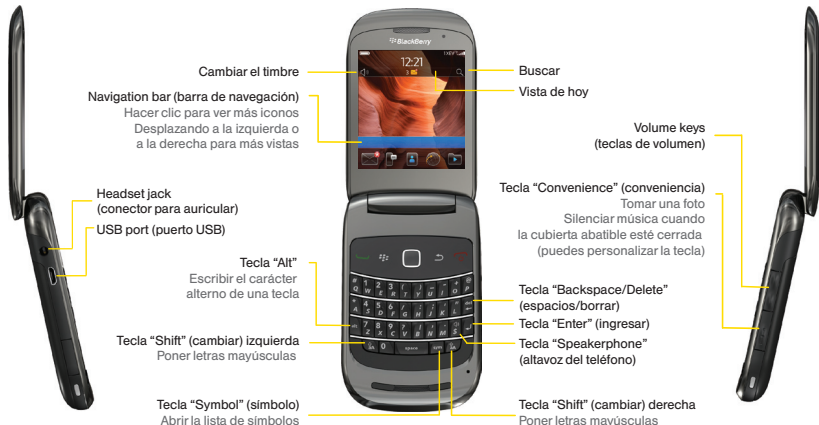 BlackBerry
1XEV
12:21
Cambiar el timbre
Navigation bar (barra de navegación)
Hacer clic para ver más iconos
Desplazando a la izquierda o
a la derecha para más vistas
Buscar
Vista de hoy
Headset jack
(conector para auricular)
USB port (puerto USB)
Volume keys
(teclas de volumen)
Tecla “Convenience” (conveniencia)
Tomar una foto
Silenciar música cuando
la cubierta abatible esté cerrada
(puedes personalizar la tecla)
Tecla “Alt”
Escribir el carácter
alterno de una tecla
Tecla “Shift” (cambiar) izquierda
Poner letras mayúsculas
Tecla “Symbol” (símbolo)
Abrir la lista de símbolos
Tecla “Backspace/Delete”
(espacios/borrar)
Tecla “Enter” (ingresar)
Tecla “Speakerphone”
(altavoz del teléfono)
Tecla “Shift” (cambiar) derecha
Poner letras mayúsculas